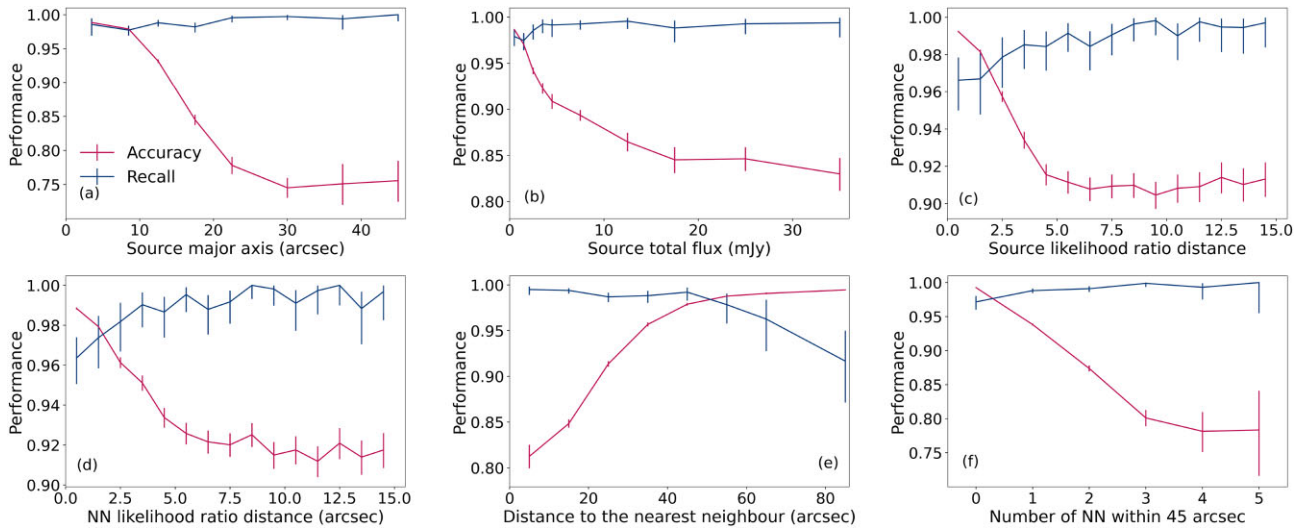 1.00
0.95
0.90
0.85
0.80
0.75
Performance
Accuracy
Recall
(a)
0 10 20 30 40
Source major axis (arcsec)
1.00
0.95
0.90
0.85
0.80
Performance
(b)
0 10 20 30
Source total flux (mJy)
1.00
0.98
0.96
0.94
0.92
0.90
Performance
(c)
0.0 2.5 5.0 7.5 10.0 12.5 15.0
Source likelihood ratio distance
1.00
0.98
0.96
0.94
0.92
0.90
Performance
(d)
0.0 2.5 5.0 7.5 10.0 12.5 15.0
NN likelihood ratio distance (arcsec)
1.00
0.95
0.90
0.85
0.80
Performance
(e)
0 20 40 60 80
Distance to the nearest neighbour (arcsec)
1.00
0.95
0.90
0.85
0.80
0.75
Performance
(f)
0 1 2 3 4 5
Number of NN within 45 arcsec